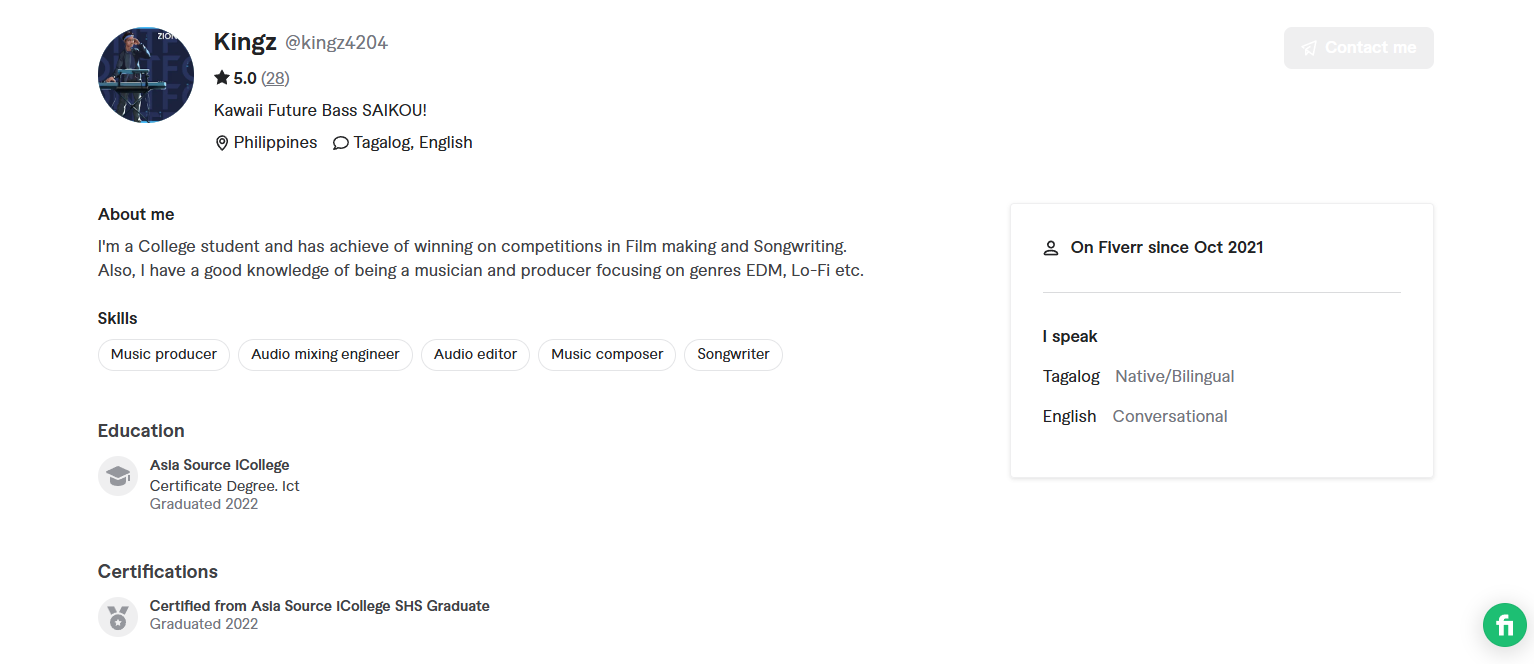 ZION
Kingz @kingz4204
5.0 (28)
Kawaii Future Bass SAIKOU!
Philippines Tagalog, English
Contact me
About me
I'm a College student and has achieve of winning on competitions in Film making and Songwriting.
Also, I have a good knowledge of being a musician and producer focusing on genres EDM, Lo-Fi etc.
Skills
Music producer Audio mixing engineer Audio editor Music composer Songwriter
Education
Asia Source ICollege
Certificate Degree. Ict
Graduated 2022
Certifications
Certified from Asia Source ICollege SHS Graduate
Graduated 2022
On Fiverr since Oct 2021
I speak
Tagalog Native/Bilingual
English Conversational
fi